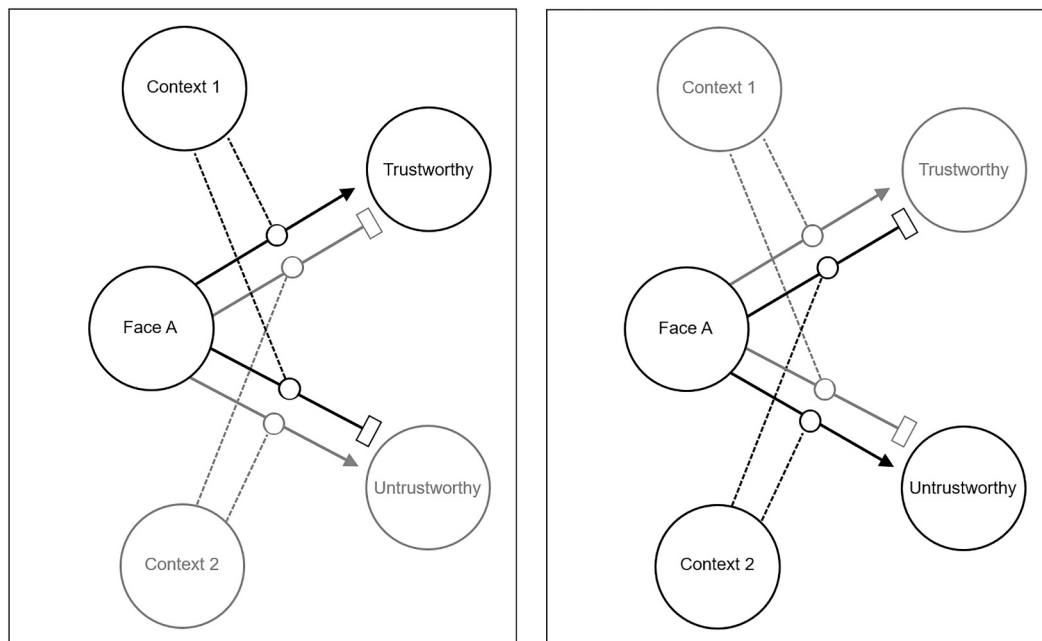 Context 1
Trustworthy
Face A
Untrustworthy
Context 2
Context 1
Trustworthy
Face A
Untrustworthy
Context 2